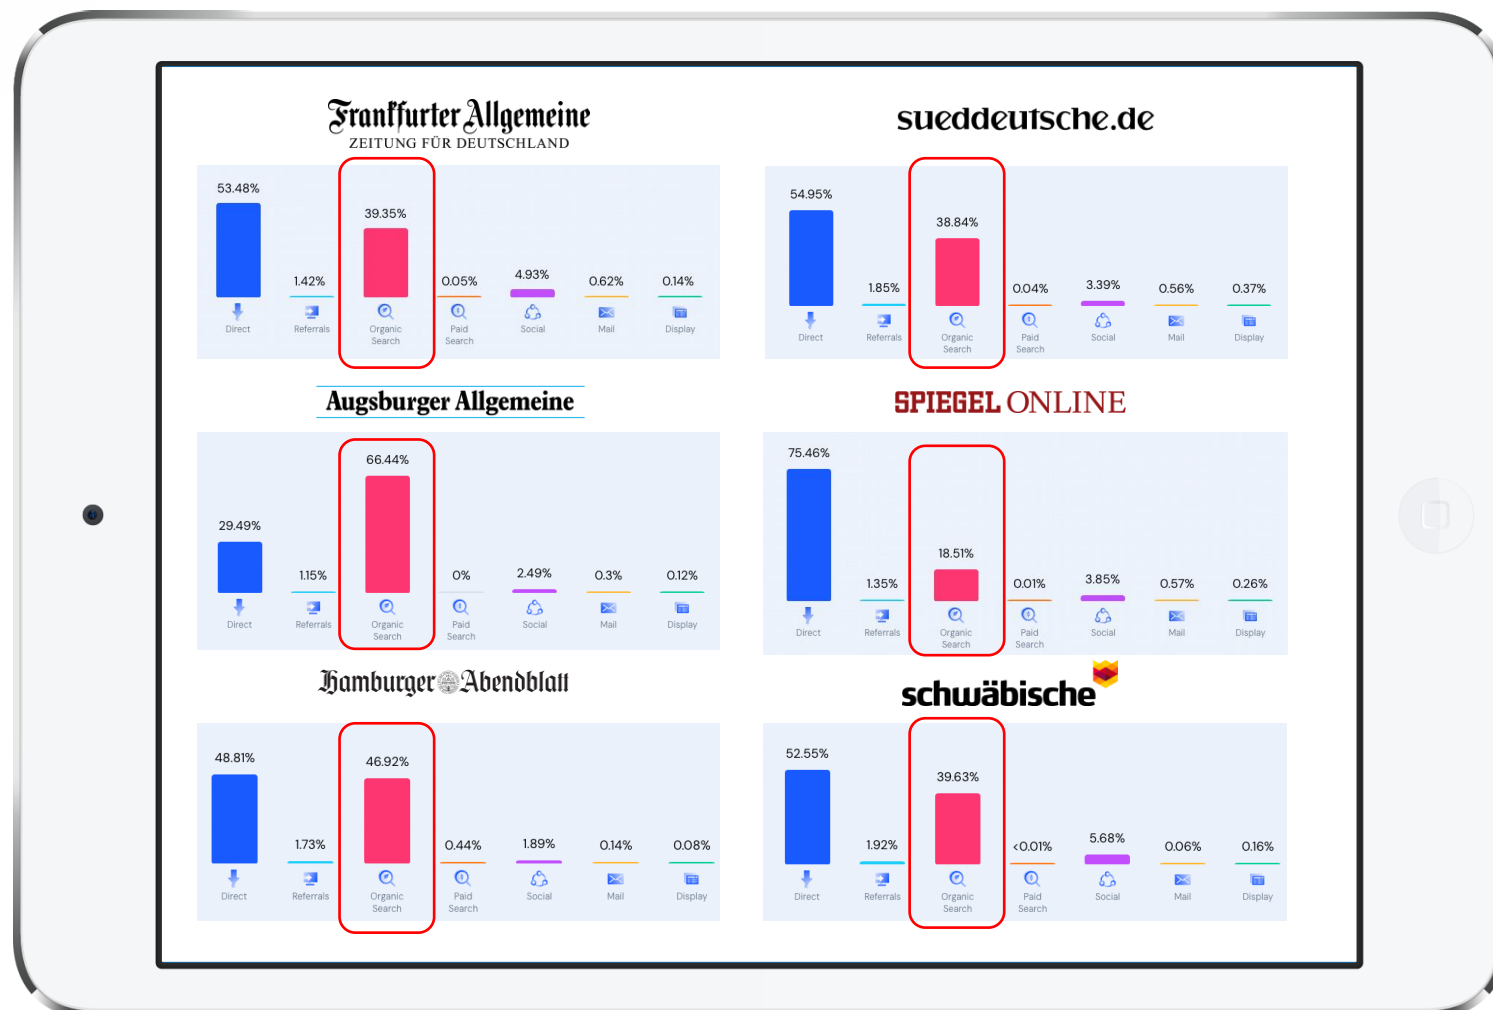 Frankfurter Allgemeine
ZEITUNG FÜR DEUTSCHLAND
53.48%
1.42%
39.35%
0.05%
4.93%
0.62%
0.14%
Direct
Referrals
Organic
Search
Paid
Search
Social
Mail
Display
sueddeutsche.de
54.95%
1.85%
38.84%
0.04%
3.39%
0.56%
0.37%
Direct
Referrals
Organic
Search
Paid
Search
Social
Mail
Display
Augsburger Allgemeine
29.49%
1.15%
66.44%
0%
2.49%
0.3%
0.12%
Direct
Referrals
Organic
Search
Paid
Search
Social
Mail
Display
SPIEGEL ONLINE
75.46%
1.35%
18.51%
0.01%
3.85%
0.57%
0.26%
Direct
Referrals
Organic
Search
Paid
Search
Social
Mail
Display
Hamburger Abendblatt
48.81%
1.73%
46.92%
0.44%
1.89%
0.14%
0.08%
Direct
Referrals
Organic
Search
Paid
Search
Social
Mail
Display
schwäbische
52.55%
1.92%
39.63%
<0.01%
5.68%
0.06%
0.16%
Direct
Referrals
Organic
Search
Paid
Search
Social
Mail
Display